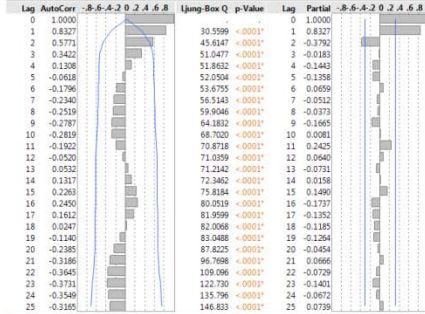 Lag AutoCorr -.8-.6-.4-.2 0 .2 .4 .6 .8 Ljung-Box Q p-Value Lag Partial -.8-.6-.4-.2 0 .2 .4 .6 .8
0 1.0000 . . 0 1.0000
1 0.8327 30.5599 <.0001* 1 0.8327
2 0.5771 45.6147 <.0001* 2 -0.3792
3 0.3422 51.0477 <.0001* 3 -0.0183
4 0.1308 51.8632 <.0001* 4 -0.1443
5 -0.0618 52.0504 <.0001* 5 -0.1358
6 -0.1796 53.6755 <.0001* 6 0.0659
7 -0.2340 56.5143 <.0001* 7 -0.0512
8 -0.2519 59.9046 <.0001* 8 -0.0373
9 -0.2787 64.1832 <.0001* 9 -0.1665
10 -0.2819 68.7020 <.0001* 10 0.0081
11 -0.1922 70.8718 <.0001* 11 0.2425
12 -0.0520 71.0359 <.0001* 12 0.0640
13 0.0532 71.2142 <.0001* 13 -0.0731
14 0.1317 72.3462 <.0001* 14 0.0158
15 0.2263 75.8184 <.0001* 15 0.1490
16 0.2450 80.0519 <.0001* 16 -0.1737
17 0.1612 81.9599 <.0001* 17 -0.1352
18 0.0247 82.0068 <.0001* 18 -0.1185
19 -0.1140 83.0488 <.0001* 19 -0.1264
20 -0.2385 87.8225 <.0001* 20 -0.0454
21 -0.3186 96.7698 <.0001* 21 0.0666
22 -0.3645 109.096 <.0001* 22 -0.0729
23 -0.3731 122.730 <.0001* 23 -0.1401
24 -0.3549 135.796 <.0001* 24 -0.0672
25 -0.3165 146.833 <.0001* 25 0.0739